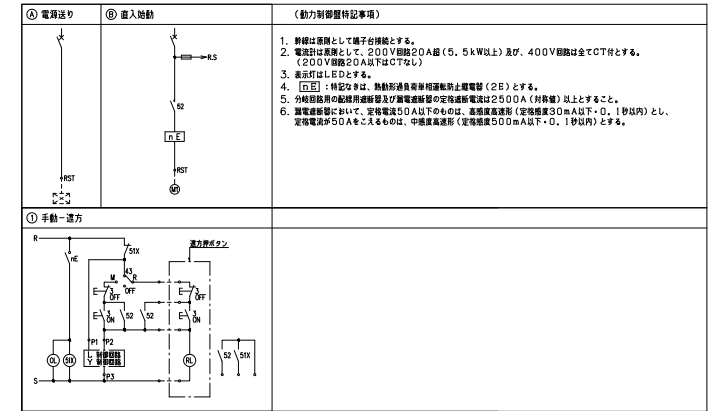 Ⓐ 電源送り
Ⓑ 直入始動
（動力制御盤特記事項）
R.S
52
n E
RST
RST
MT
1. 幹線は原則として端子台接続とする。
2. 電流計は原則として、200V回路20A超(5.5kW以上)及び、400V回路は全てCT付とする。
(200V回路20A以下はCTなし)
3. 表示灯はLEDとする。
4. nE：特記なきは、熱動形過負荷単相運転防止継電器(2E)とする。
5. 分岐回路用の配線用遮断器及び漏電遮断器の定格遮断電流は2500A(対称値)以上とすること。
6. 漏電遮断器において、定格電流50A以下のものは、高感度高速形(定格感度30mA以下・0.1秒以内)とし、
定格電流が50Aをこえるものは、中感度高速形(定格感度500mA以下・0.1秒以内)とする。
① 手動－遠方
R
nE
51X
遠方押ボタン
43
M
R
OFF
3
OFF
3
OFF
3
ON
52
52
3
ON
P1
P2
L 制御回路
Y 制御回路
OL
51X
RL
52
51X
S
P3